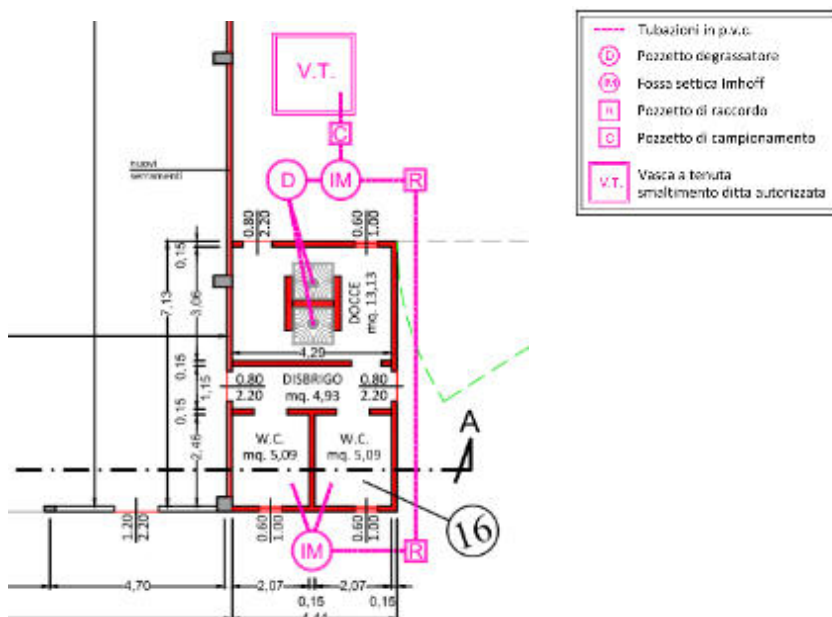 V.T.
C
D
IM
R
nuovi
serramenti
0.80
2.20
0.60
1.00
0,15
7,13
3,06
DOCCE
mq. 13,13
4,20
0,15
1,15
0,15
0.80
2.20
DISBRIGO
mq. 4,93
0.80
2.20
2,46
W.C.
mq. 5,09
W.C.
mq. 5,09
A
16
1.20
2.20
0.60
1.00
0.60
1.00
IM
R
4,70
2,07
2,07
0,15
0,15
Tubazioni in p.v.c.
D
Pozzetto degrassatore
IM
Fossa settica Imhoff
R
Pozzetto di raccordo
C
Pozzetto di campionamento
V.T.
Vasca a tenuta
smaltimento ditta autorizzata